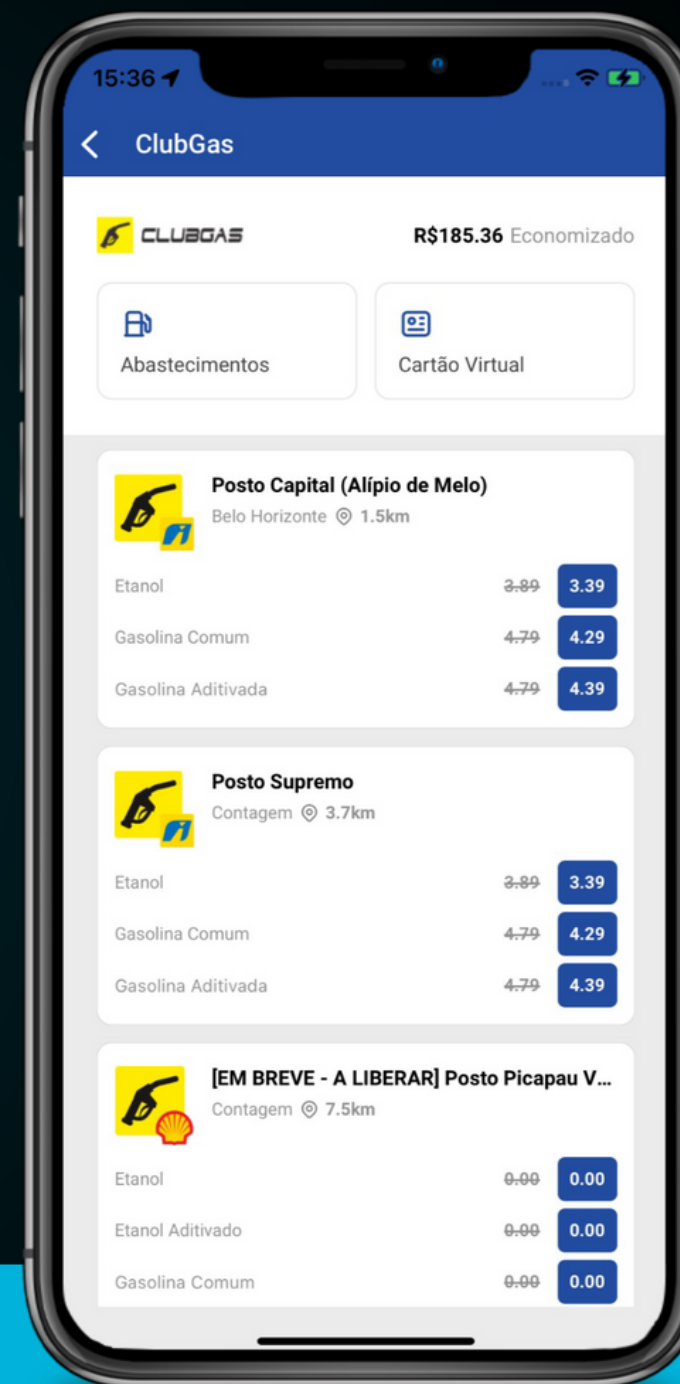 15:36
ClubGas
CLUBGAS
R$185.36 Economizado
Abastecimentos
Cartão Virtual
Posto Capital (Alípio de Melo)
Belo Horizonte 1.5km
Etanol 3.89 3.39
Gasolina Comum 4.79 4.29
Gasolina Aditivada 4.79 4.39
Posto Supremo
Contagem 3.7km
Etanol 3.89 3.39
Gasolina Comum 4.79 4.29
Gasolina Aditivada 4.79 4.39
[EM BREVE - A LIBERAR] Posto Picapau V...
Contagem 7.5km
Etanol 0.00 0.00
Etanol Aditivado 0.00 0.00
Gasolina Comum 0.00 0.00